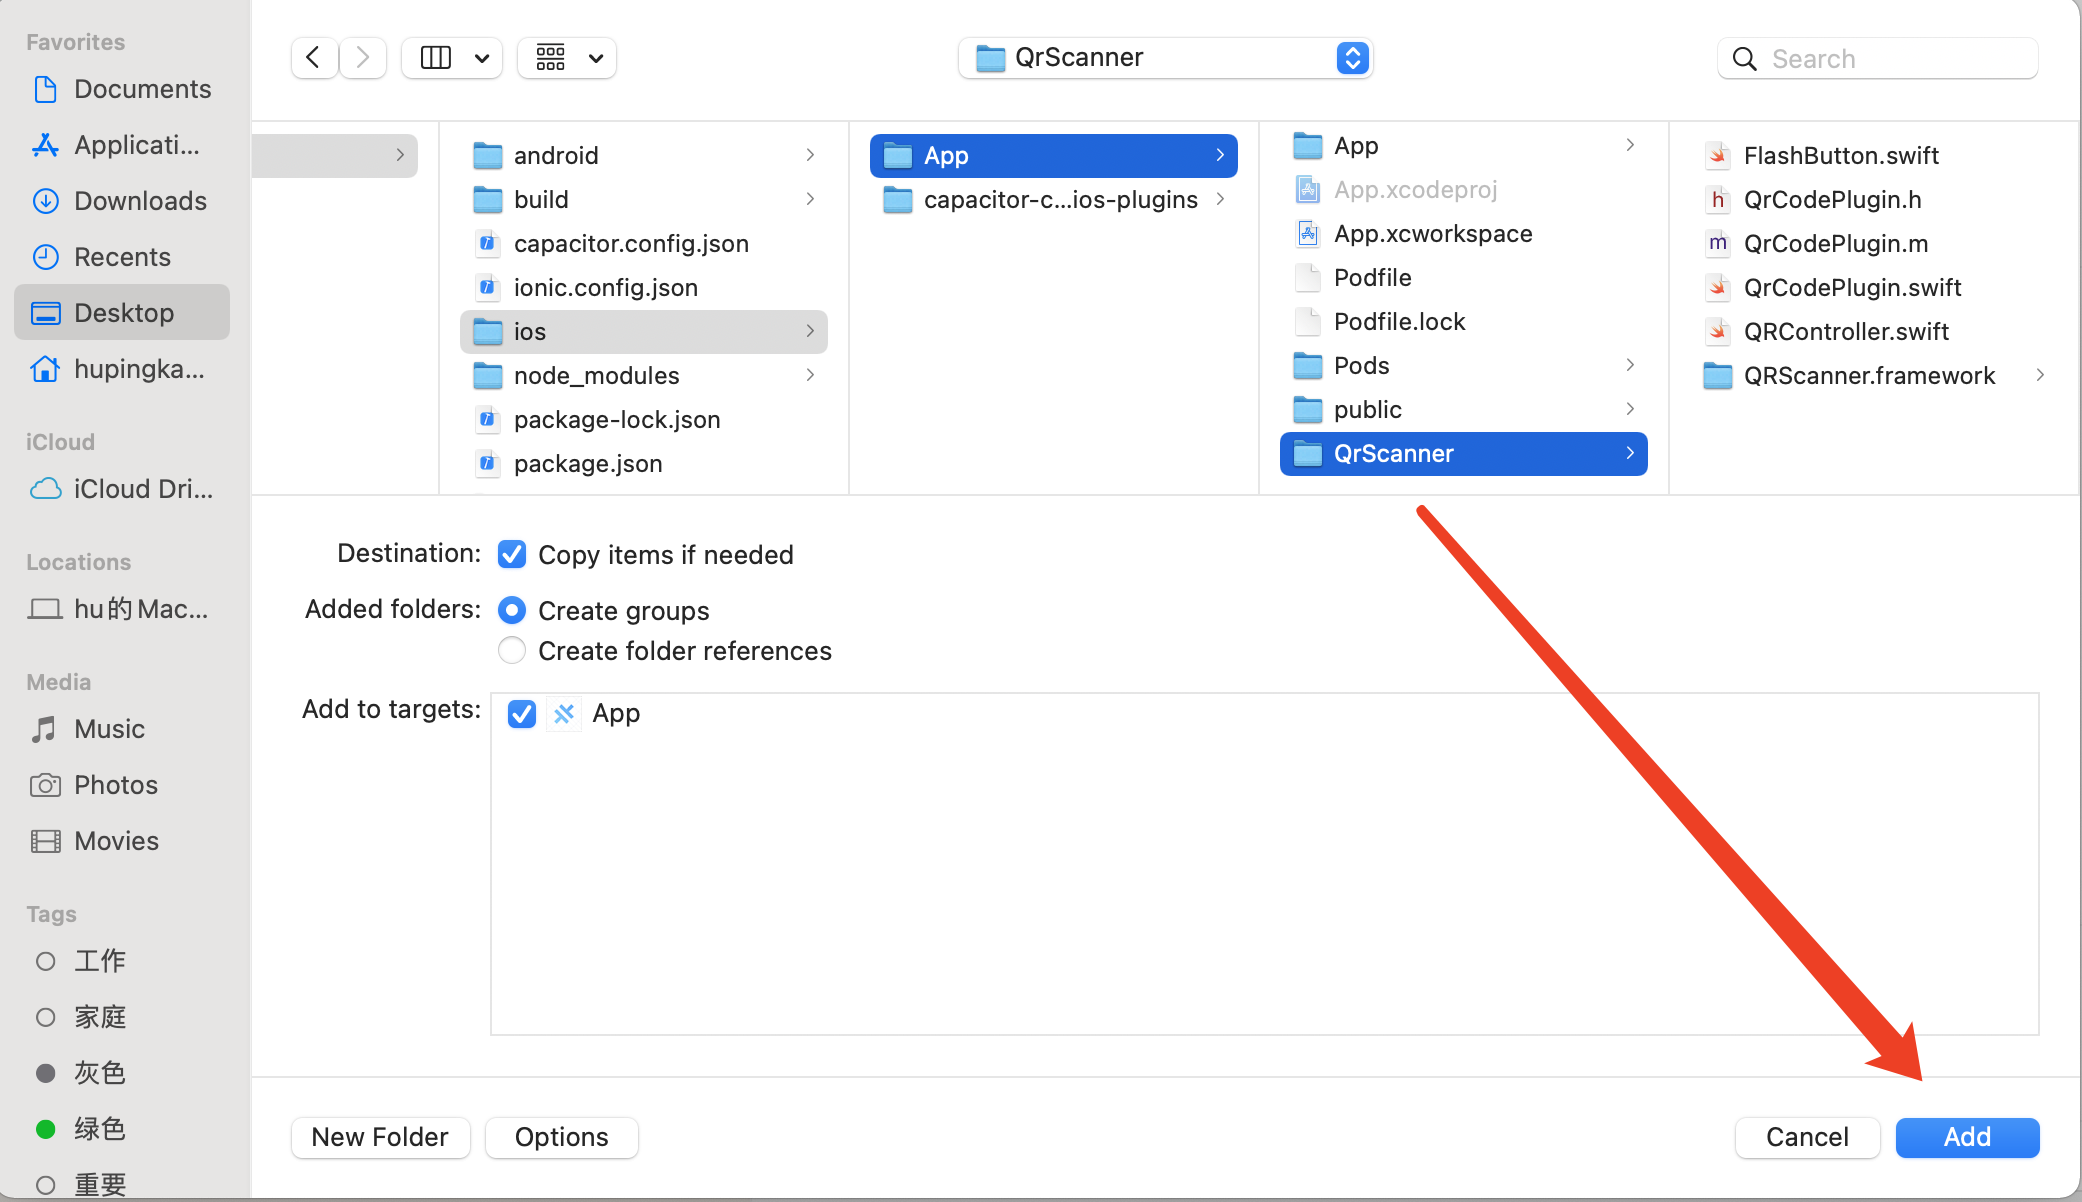 Favorites
Documents
Applicati...
Downloads
Recents
Desktop
hupingka...
iCloud
iCloud Dri...
Locations
hu的Mac...
Media
Music
Photos
Movies
Tags
工作
家庭
灰色
绿色
重要
QrScanner
Search
android
build
capacitor.config.json
ionic.config.json
ios
node_modules
package-lock.json
package.json
App
capacitor-c...ios-plugins
App
App.xcodeproj
App.xcworkspace
Podfile
Podfile.lock
Pods
public
QrScanner
FlashButton.swift
QrCodePlugin.h
QrCodePlugin.m
QrCodePlugin.swift
QRController.swift
QRScanner.framework
Destination: Copy items if needed
Added folders: Create groups
Create folder references
Add to targets: App
New Folder Options Cancel Add